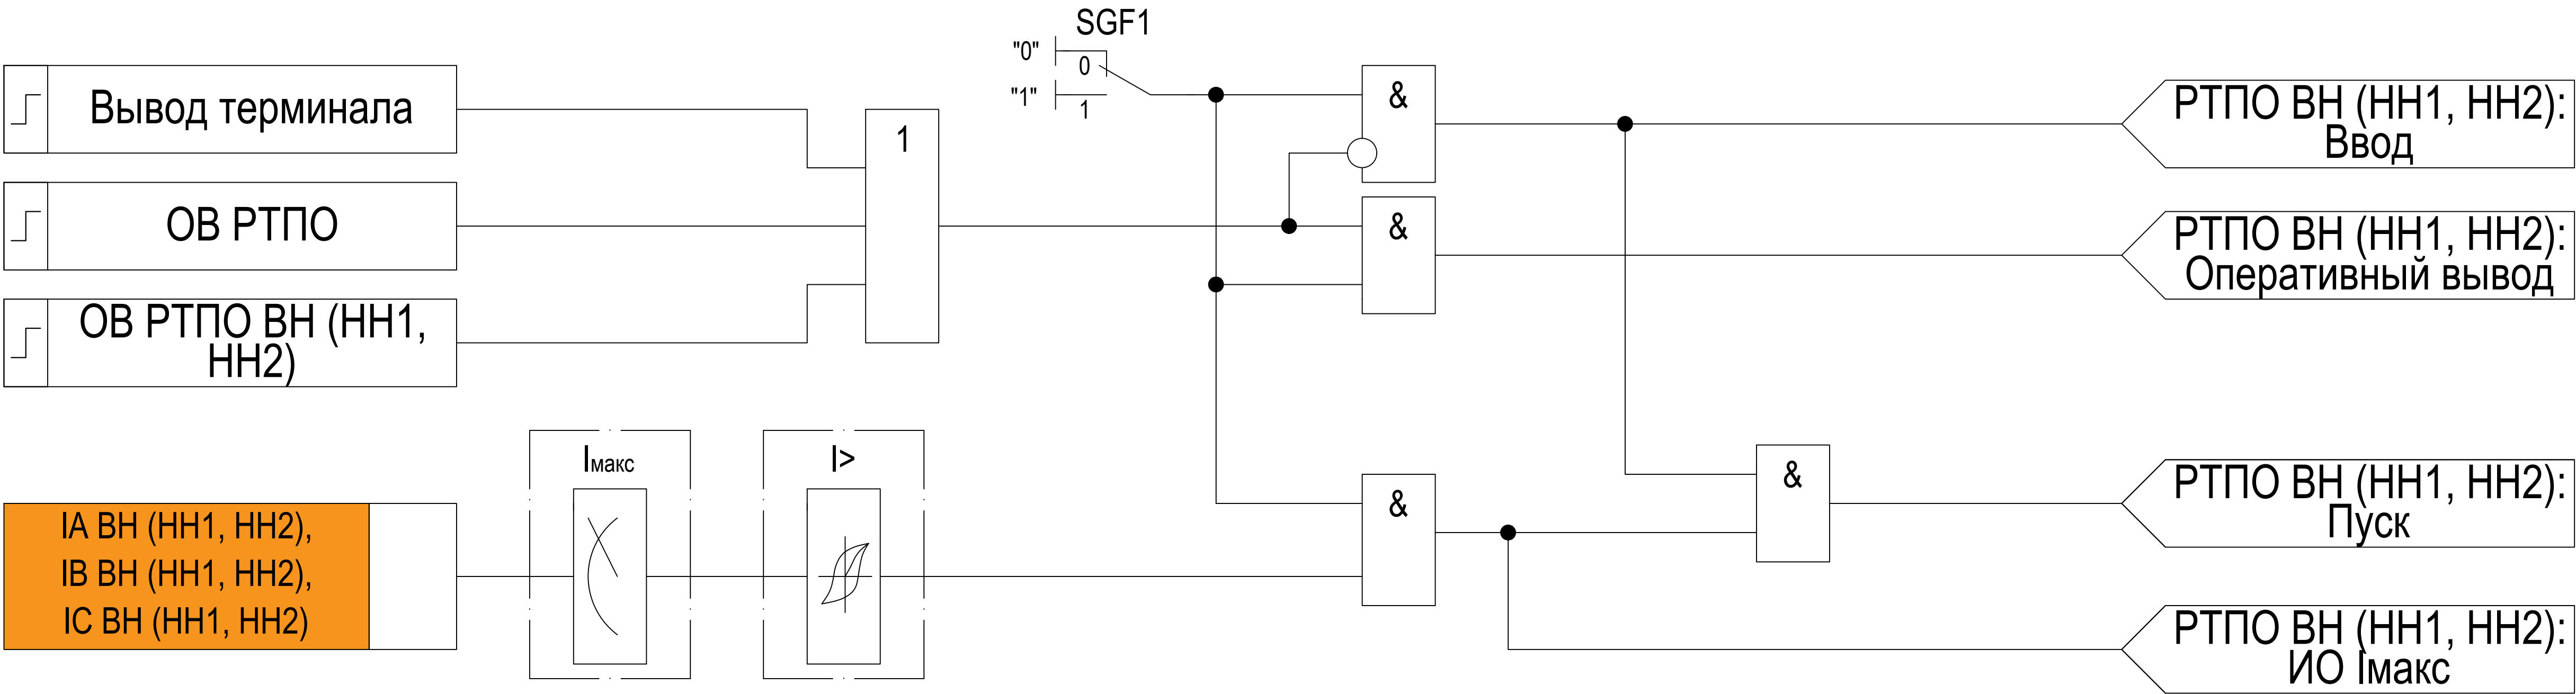 SGF1
"0"
0
"1"
1
Вывод терминала
ОВ РТПО
ОВ РТПО ВН (НН1,
НН2)
1
&
&
&
&
РТПО ВН (НН1, НН2):
Ввод
РТПО ВН (НН1, НН2):
Оперативный вывод
Iмакс
I>
IA ВН (НН1, НН2),
IB ВН (НН1, НН2),
IC ВН (НН1, НН2)
РТПО ВН (НН1, НН2):
Пуск
РТПО ВН (НН1, НН2):
ИО Iмакс